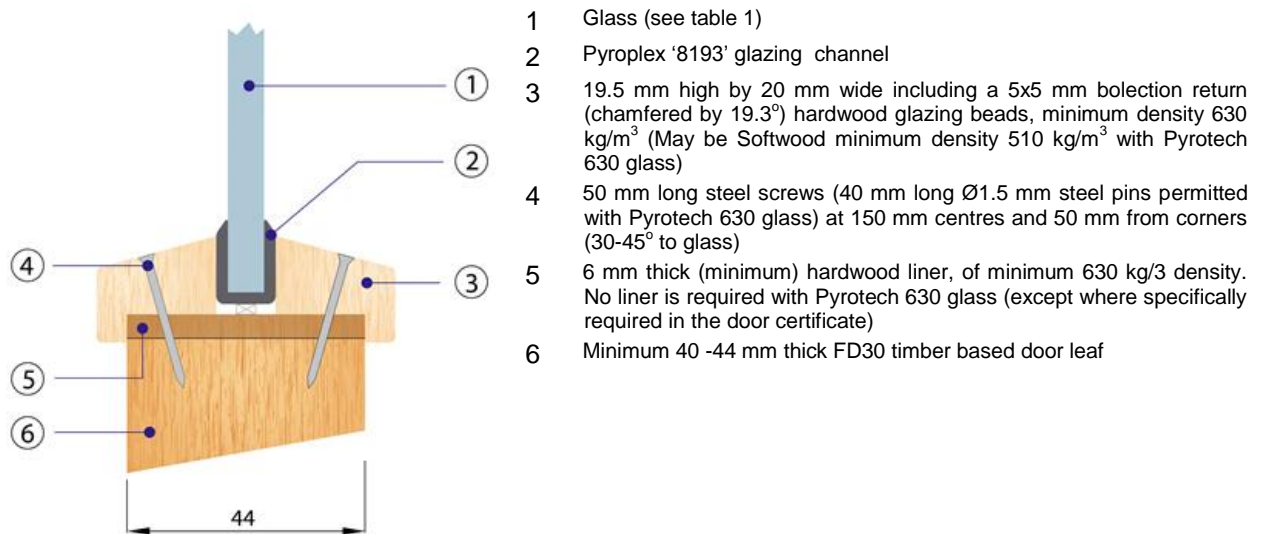 1 Glass (see table 1)
2 Pyroplex ‘8193’ glazing channel
3 19.5 mm high by 20 mm wide including a 5x5 mm bolection return
(chamfered by 19.3°) hardwood glazing beads, minimum density 630
kg/m³ (May be Softwood minimum density 510 kg/m³ with Pyrotech
630 glass)
4 50 mm long steel screws (40 mm long Ø1.5 mm steel pins permitted
with Pyrotech 630 glass) at 150 mm centres and 50 mm from corners
(30-45° to glass)
5 6 mm thick (minimum) hardwood liner, of minimum 630 kg/3 density.
No liner is required with Pyrotech 630 glass (except where specifically
required in the door certificate)
6 Minimum 40 -44 mm thick FD30 timber based door leaf
1
2
4
3
5
6
44